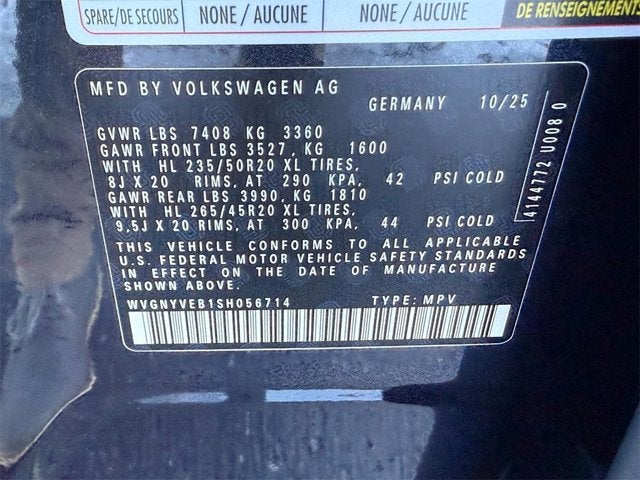 SPARE/DE SECOURS NONE / AUCUNE NONE / AUCUNE DE RENSEIGNEMENT
MFD BY VOLKSWAGEN AG
GERMANY 10/25
GVWR LBS 7408 KG 3360
GAWR FRONT LBS 3527, KG 1600
WITH HL 235/50R20 XL TIRES,
8J X 20 RIMS, AT 290 KPA, 42 PSI COLD
GAWR REAR LBS 3990, KG 1810
WITH HL 265/45R20 XL TIRES,
9,5J X 20 RIMS, AT 300 KPA, 44 PSI COLD
THIS VEHICLE CONFORMS TO ALL APPLICABLE
U.S. FEDERAL MOTOR VEHICLE SAFETY STANDARDS
IN EFFECT ON THE DATE OF MANUFACTURE
SHOWN ABOVE.
WVGNYVEB1SH056714 TYPE: MPV
4144772 U008 0